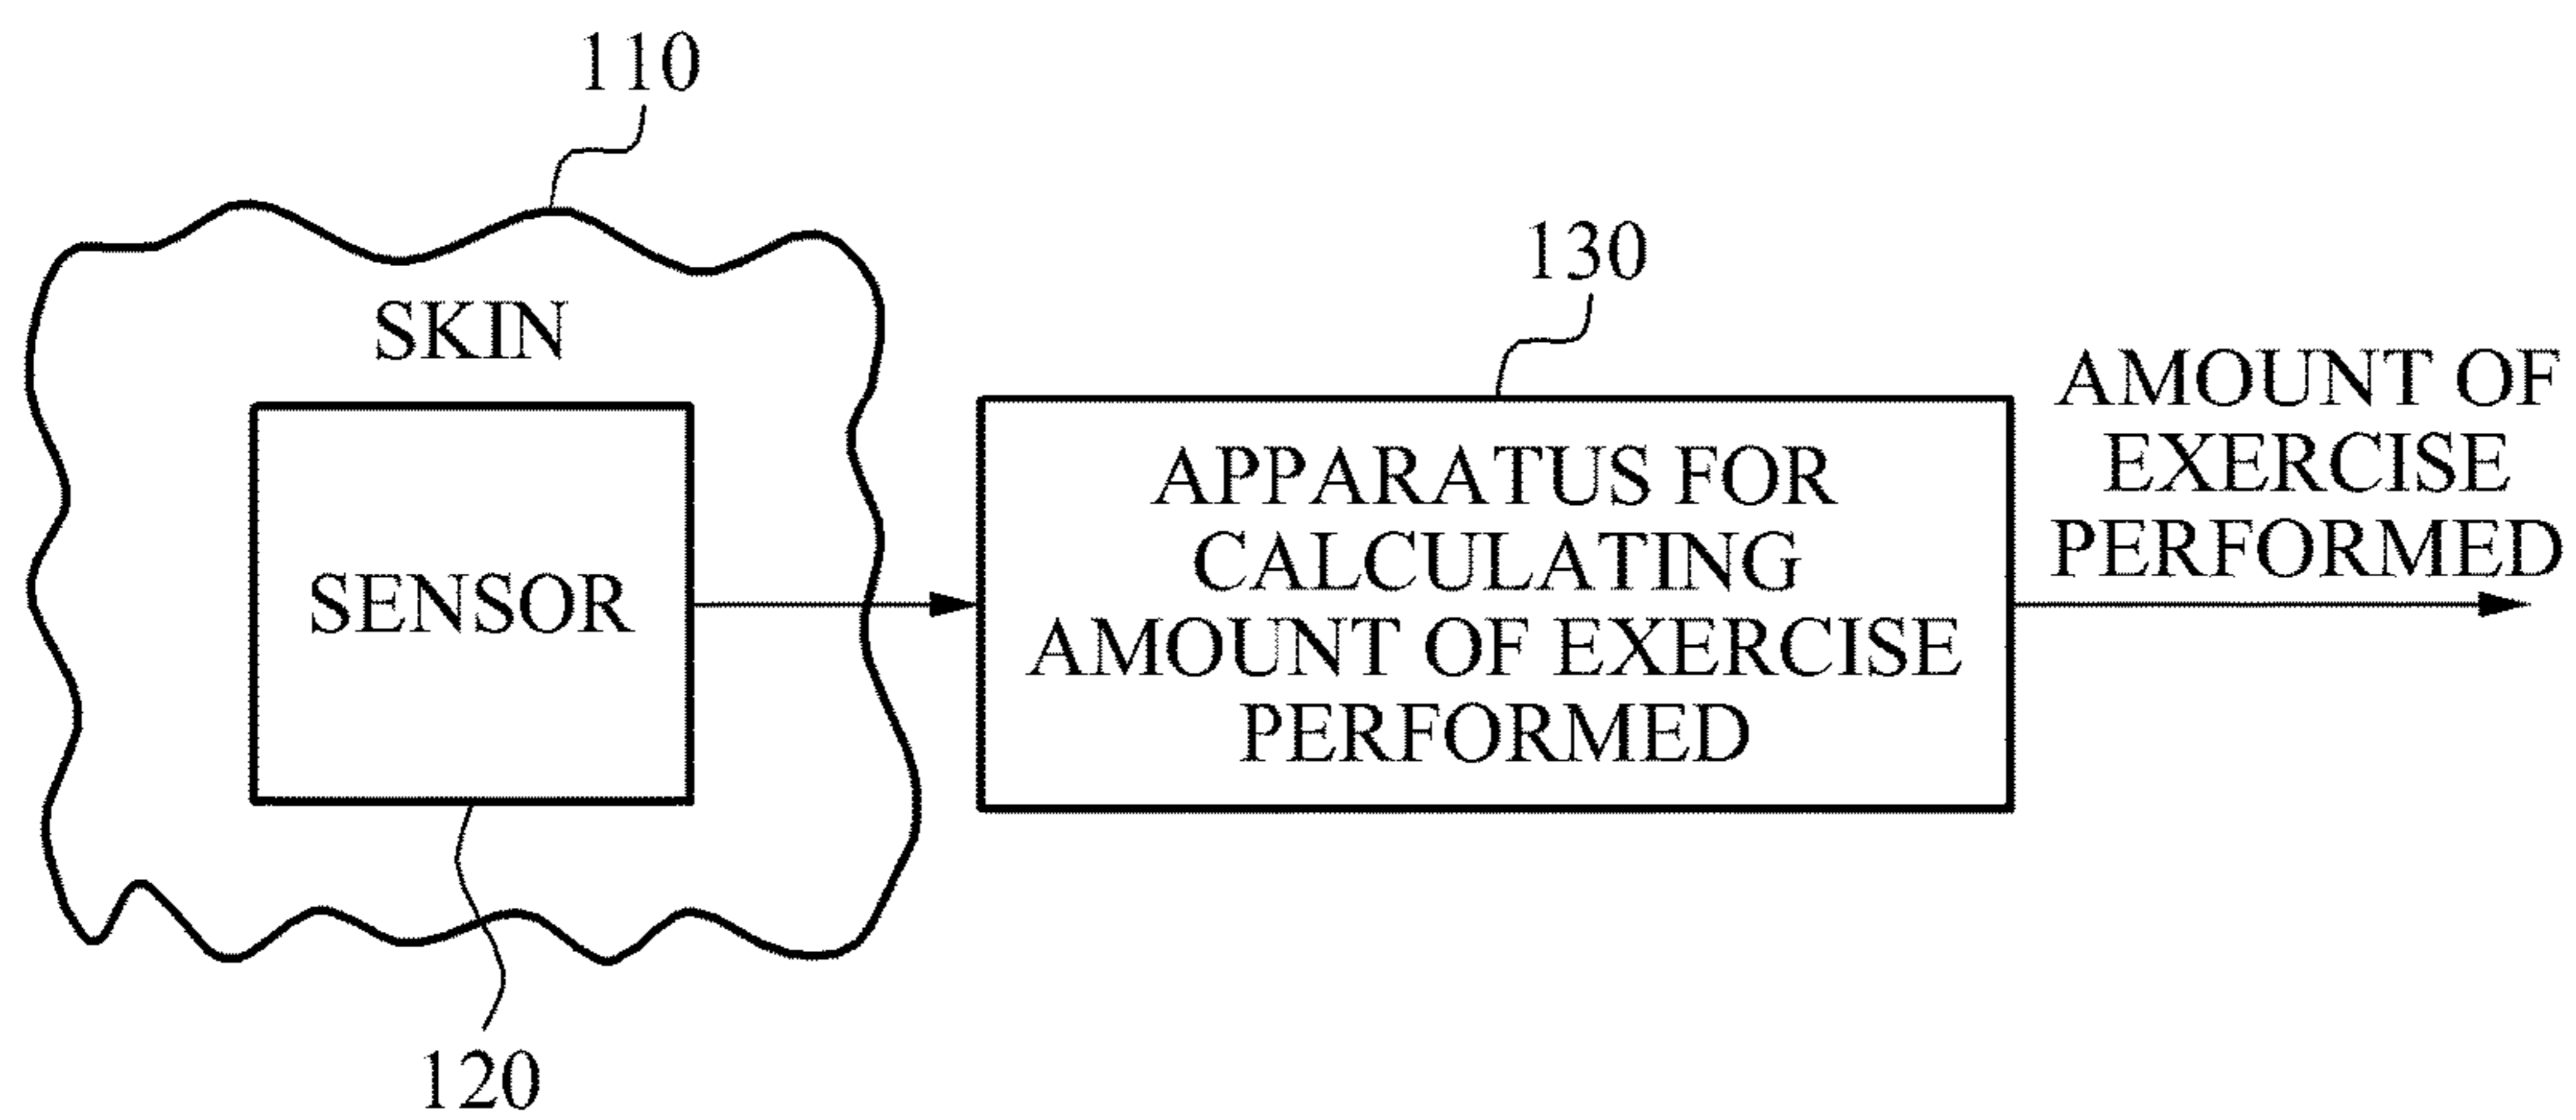 110
SKIN
SENSOR
120
130
APPARATUS FOR
CALCULATING
AMOUNT OF EXERCISE
PERFORMED
AMOUNT OF
EXERCISE
PERFORMED